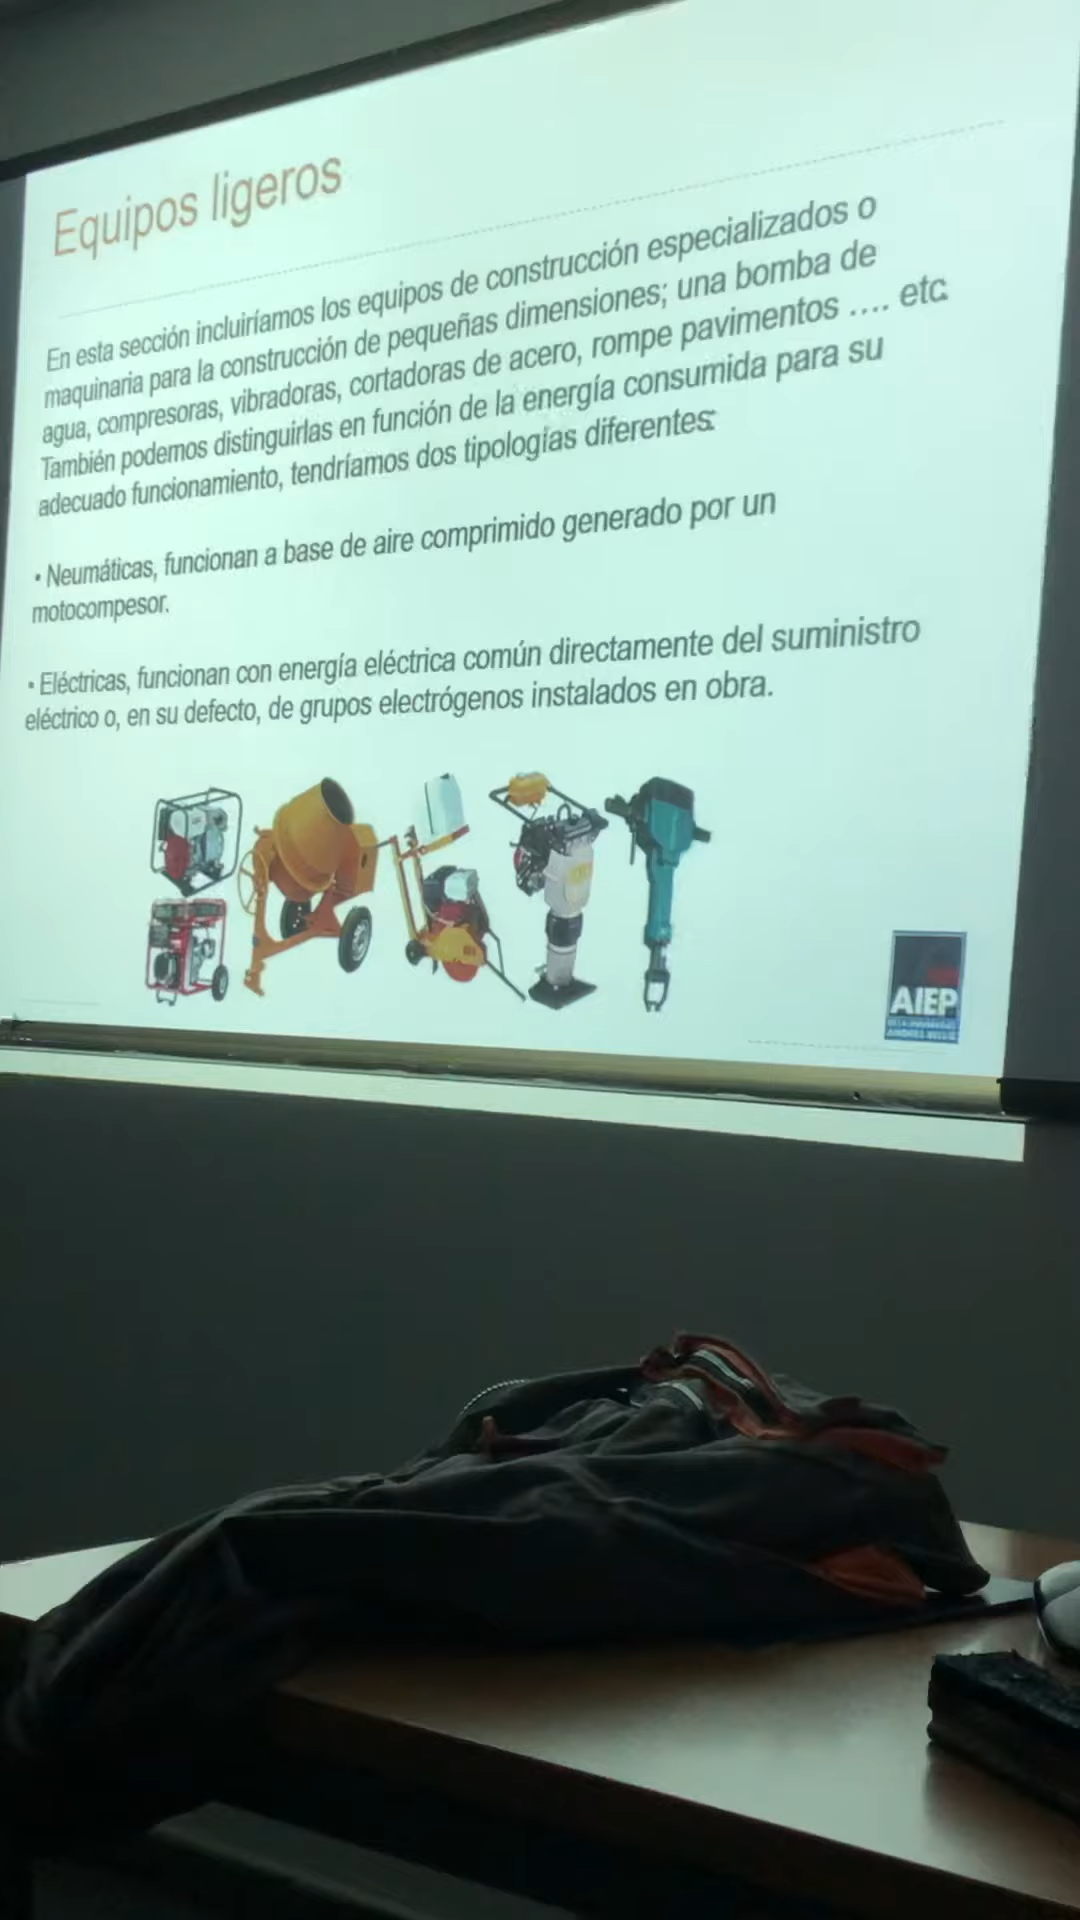 Equipos ligeros
En esta sección incluiríamos los equipos de construcción especializados o
maquinaria para la construcción de pequeñas dimensiones; una bomba de
agua, compresoras, vibradoras, cortadoras de acero, rompe pavimentos .... etc
También podemos distinguirlas en función de la energía consumida para su
adecuado funcionamiento, tendríamos dos tipologías diferentes:
• Neumáticas, funcionan a base de aire comprimido generado por un
motocompesor.
• Eléctricas, funcionan con energía eléctrica común directamente del suministro
eléctrico o, en su defecto, de grupos electrógenos instalados en obra.
AIEP